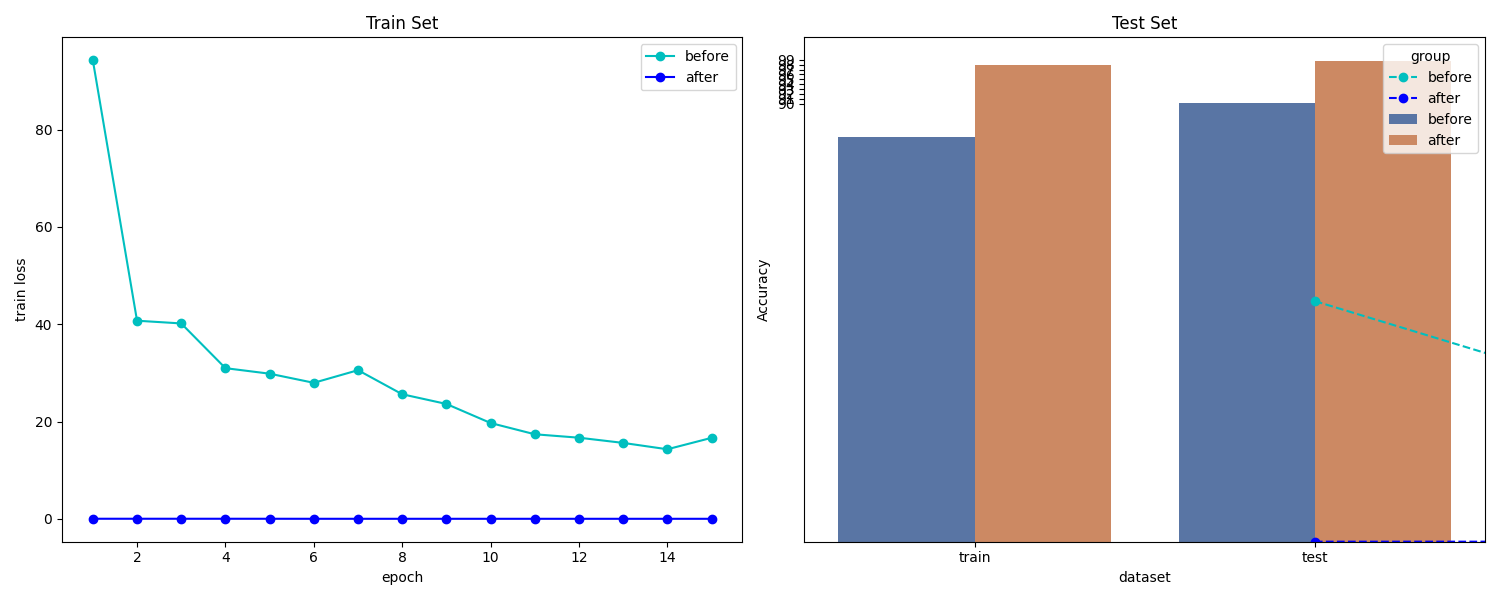 Train Set
before
after
80
60
40
20
0
train loss
2
4
6
8
10
12
14
epoch
Test Set
group
before
after
before
after
99
90
Accuracy
train
test
dataset